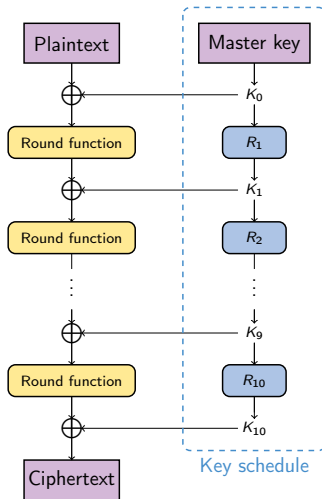 Plaintext Master key
K₀
Round function R₁
K₁
Round function R₂
⋮ ⋮
K₉
Round function R₁₀
K₁₀
Ciphertext Key schedule